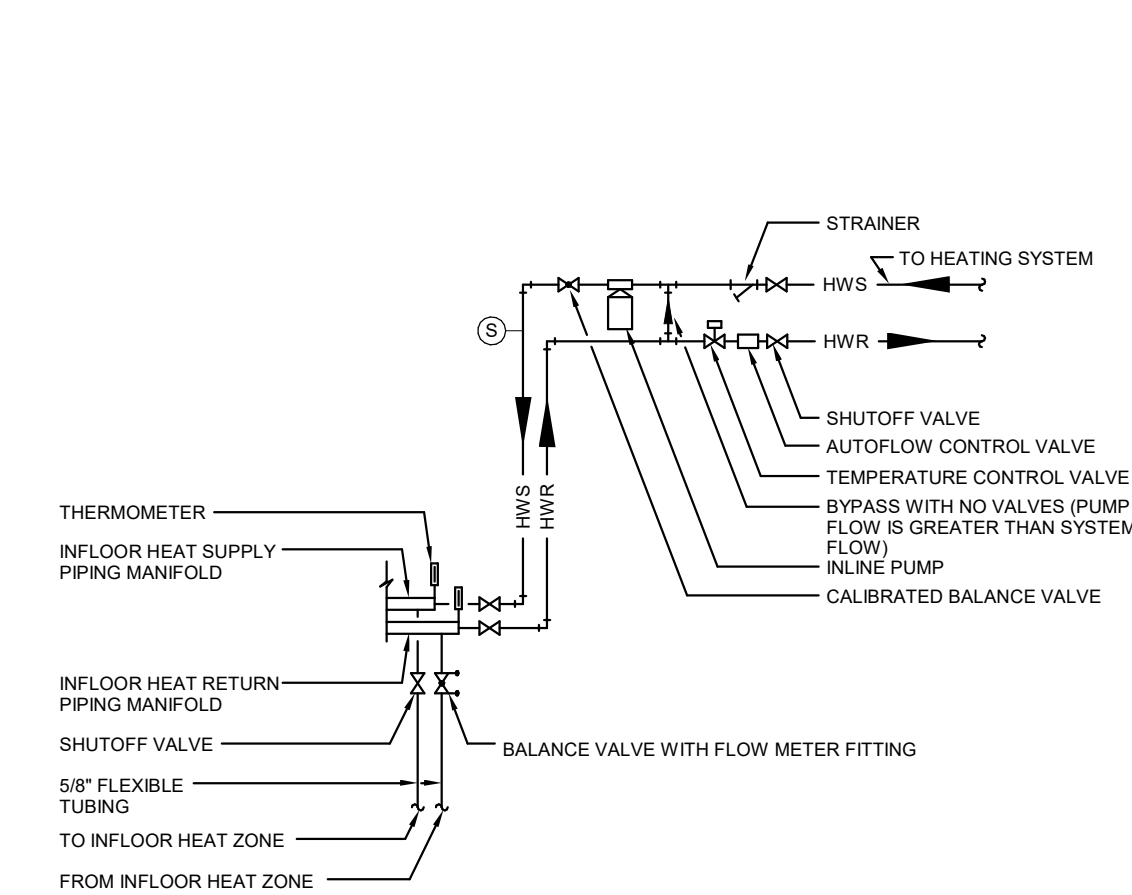 STRAINER
TO HEATING SYSTEM
HWS
S
HWR
SHUTOFF VALVE
AUTOFLOW CONTROL VALVE
TEMPERATURE CONTROL VALVE
BYPASS WITH NO VALVES (PUMP
FLOW IS GREATER THAN SYSTEM
FLOW)
INLINE PUMP
CALIBRATED BALANCE VALVE
HWS
HWR
THERMOMETER
INFLOOR HEAT SUPPLY
PIPING MANIFOLD
INFLOOR HEAT RETURN
PIPING MANIFOLD
SHUTOFF VALVE
BALANCE VALVE WITH FLOW METER FITTING
5/8" FLEXIBLE
TUBING
TO INFLOOR HEAT ZONE
FROM INFLOOR HEAT ZONE